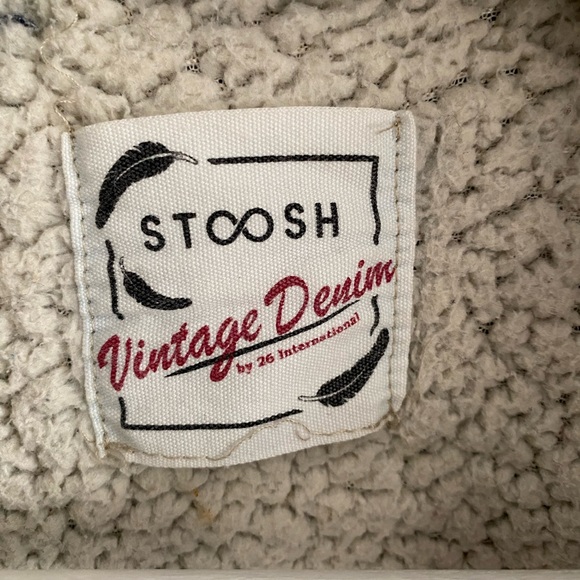 STOOSH
Vintage Denim
by 26 International